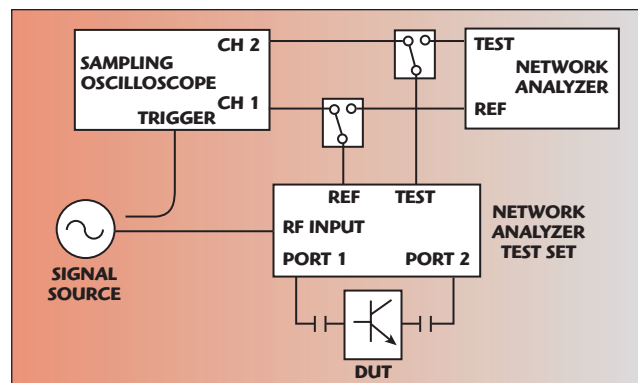 CH 2
SAMPLING
OSCILLOSCOPE
CH 1
TRIGGER
TEST
NETWORK
ANALYZER
REF
REF
TEST
RF INPUT
PORT 1
PORT 2
NETWORK
ANALYZER
TEST SET
SIGNAL
SOURCE
DUT